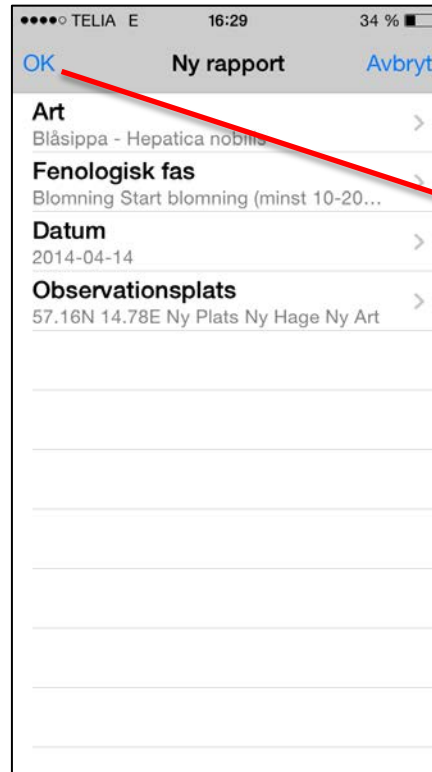 TELIA E 16:29 34 %
OK Ny rapport Avbryt
Art
Blåsippa - Hepatica nobilis
Fenologisk fas
Blomning Start blomning (minst 10-20...
Datum
2014-04-14
Observationsplats
57.16N 14.78E Ny Plats Ny Hage Ny Art